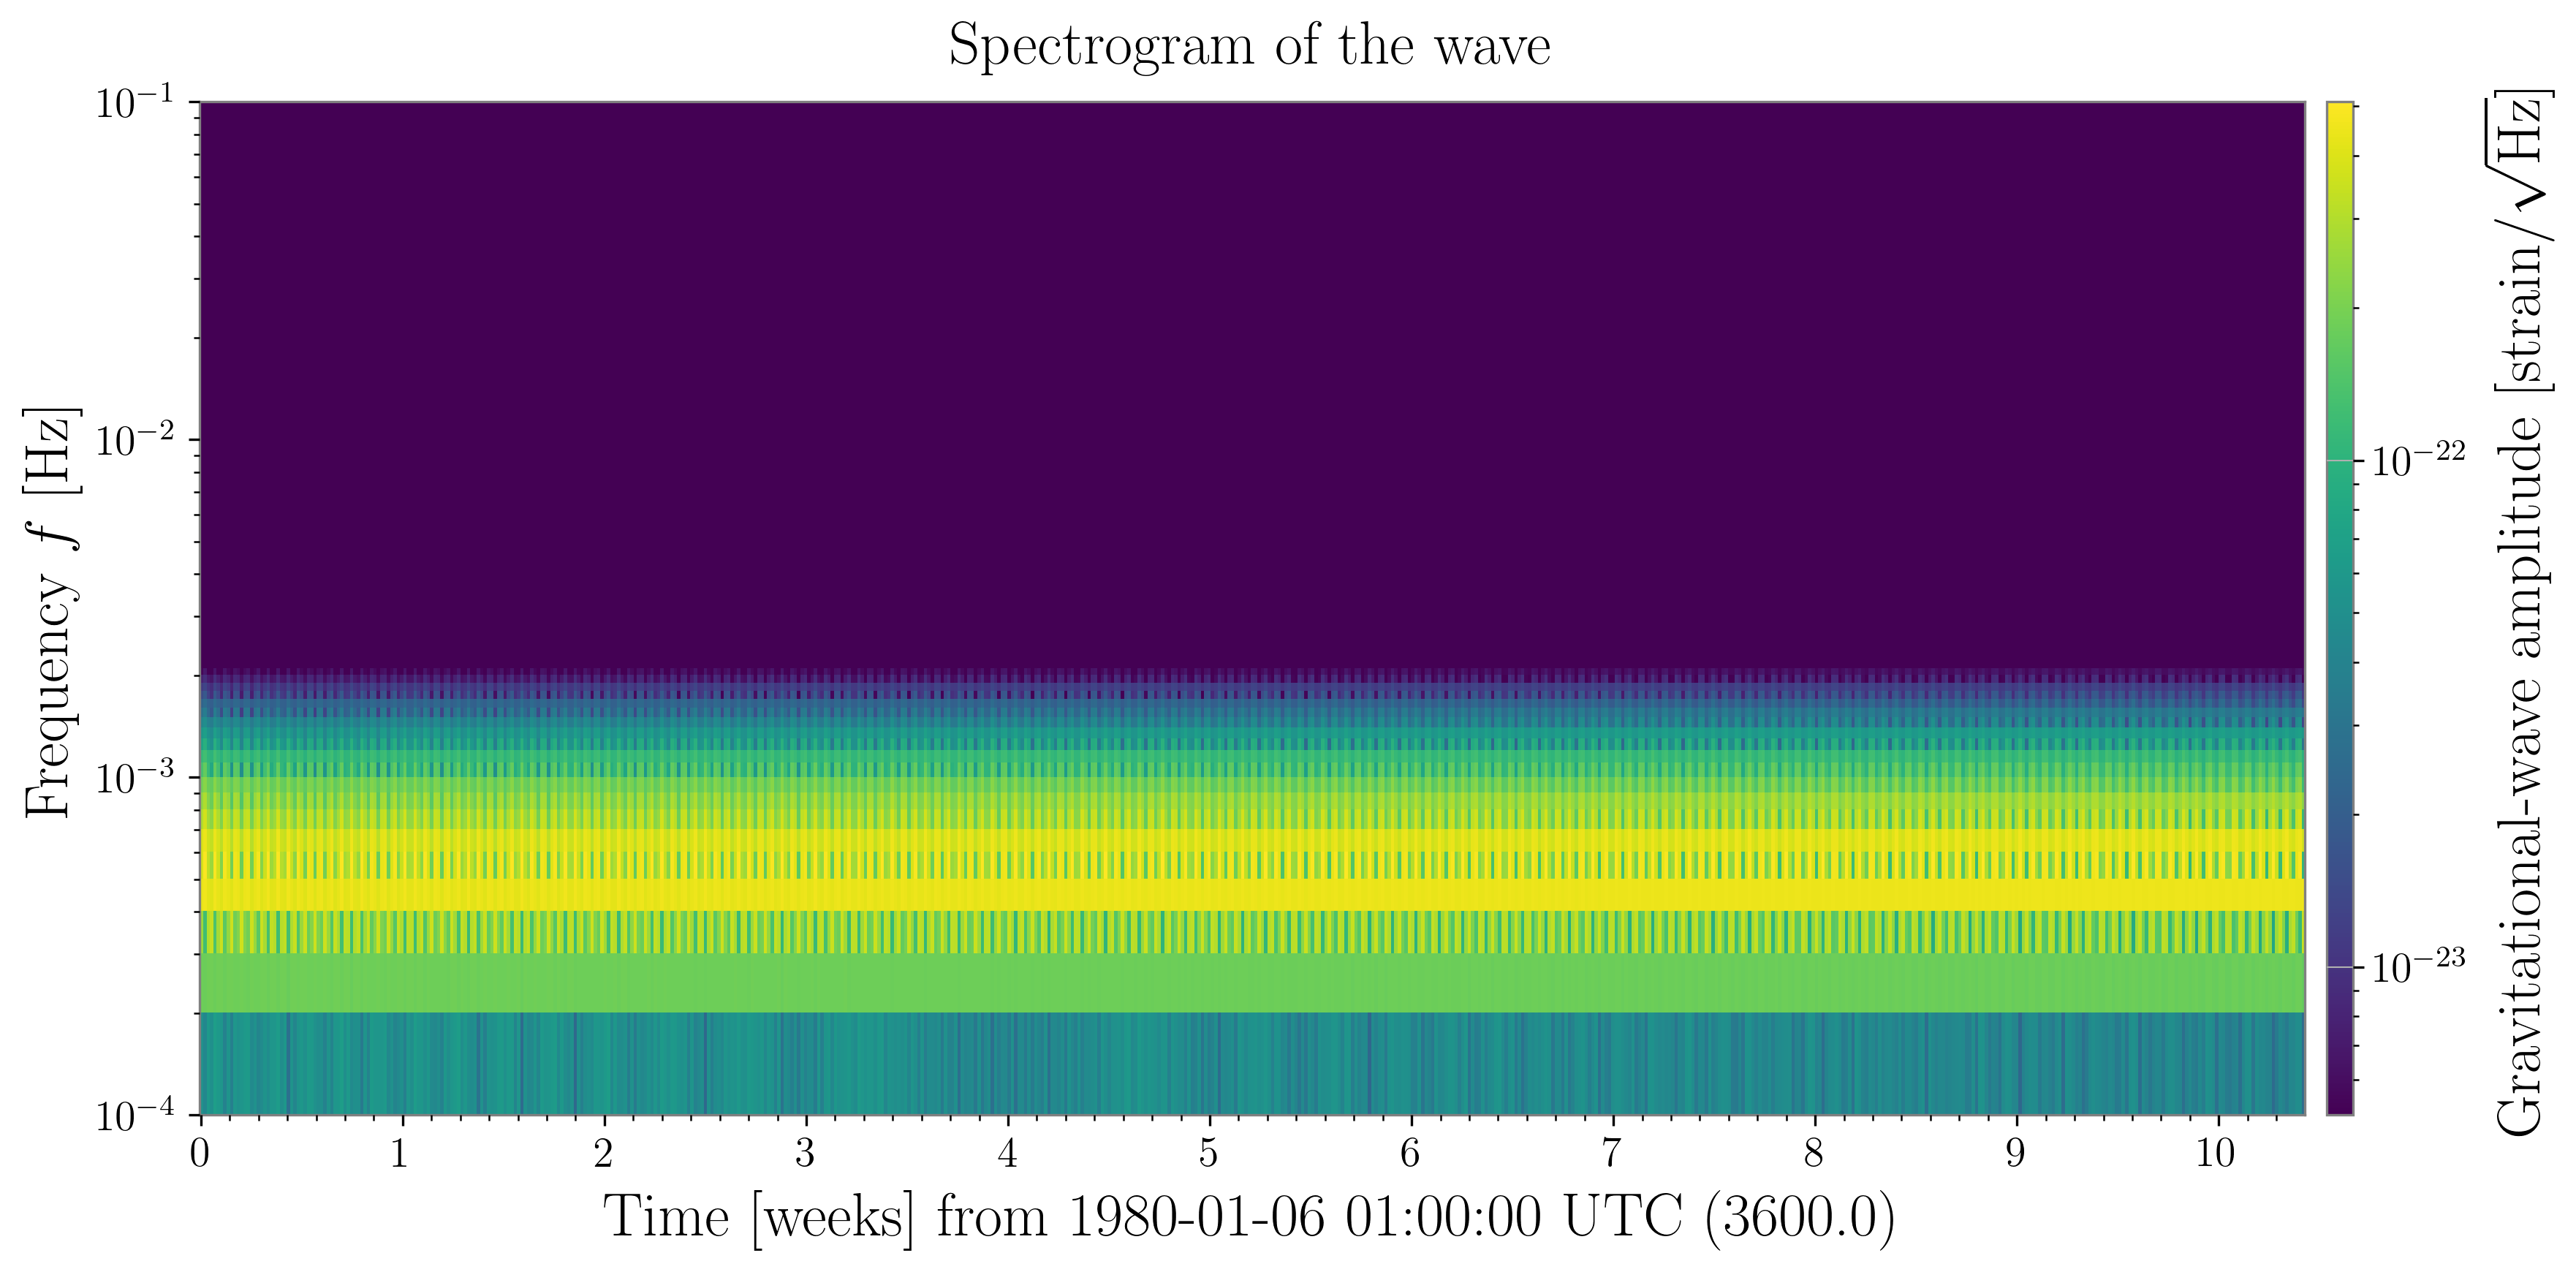 Spectrogram of the wave
Frequency f [Hz]
10⁻¹
10⁻²
10⁻³
10⁻⁴
0 1 2 3 4 5 6 7 8 9 10
Time [weeks] from 1980-01-06 01:00:00 UTC (3600.0)
10⁻²²
10⁻²³
Gravitational-wave amplitude [strain/√Hz]